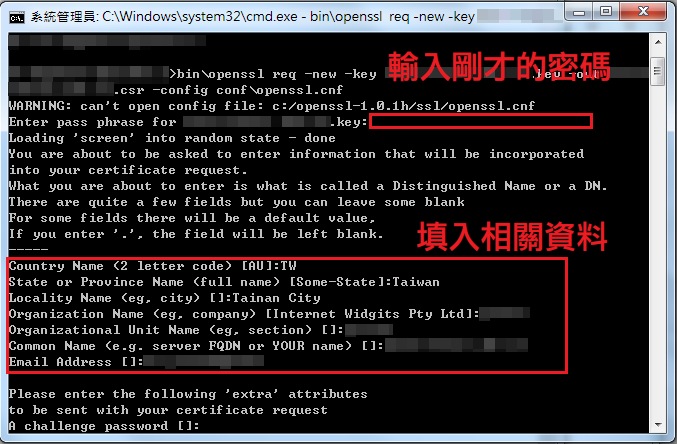 系統管理員: C:\Windows\system32\cmd.exe - bin\openssl req -new -key
>bin\openssl req -new -key .key -out
輸入剛才的密碼
.csr -config conf\openssl.cnf
WARNING: can't open config file: c:/openssl-1.0.1h/ssl/openssl.cnf
Enter pass phrase for .key:
Loading 'screen' into random state - done
You are about to be asked to enter information that will be incorporated
into your certificate request.
What you are about to enter is what is called a Distinguished Name or a DN.
There are quite a few fields but you can leave some blank
For some fields there will be a default value,
If you enter '.', the field will be left blank.
填入相關資料
-----
Country Name (2 letter code) [AU]:TW
State or Province Name (full name) [Some-State]:Taiwan
Locality Name (eg, city) []:Tainan City
Organization Name (eg, company) [Internet Widgits Pty Ltd]:
Organizational Unit Name (eg, section) []:
Common Name (e.g. server FQDN or YOUR name) []:
Email Address []:
Please enter the following 'extra' attributes
to be sent with your certificate request
A challenge password []: